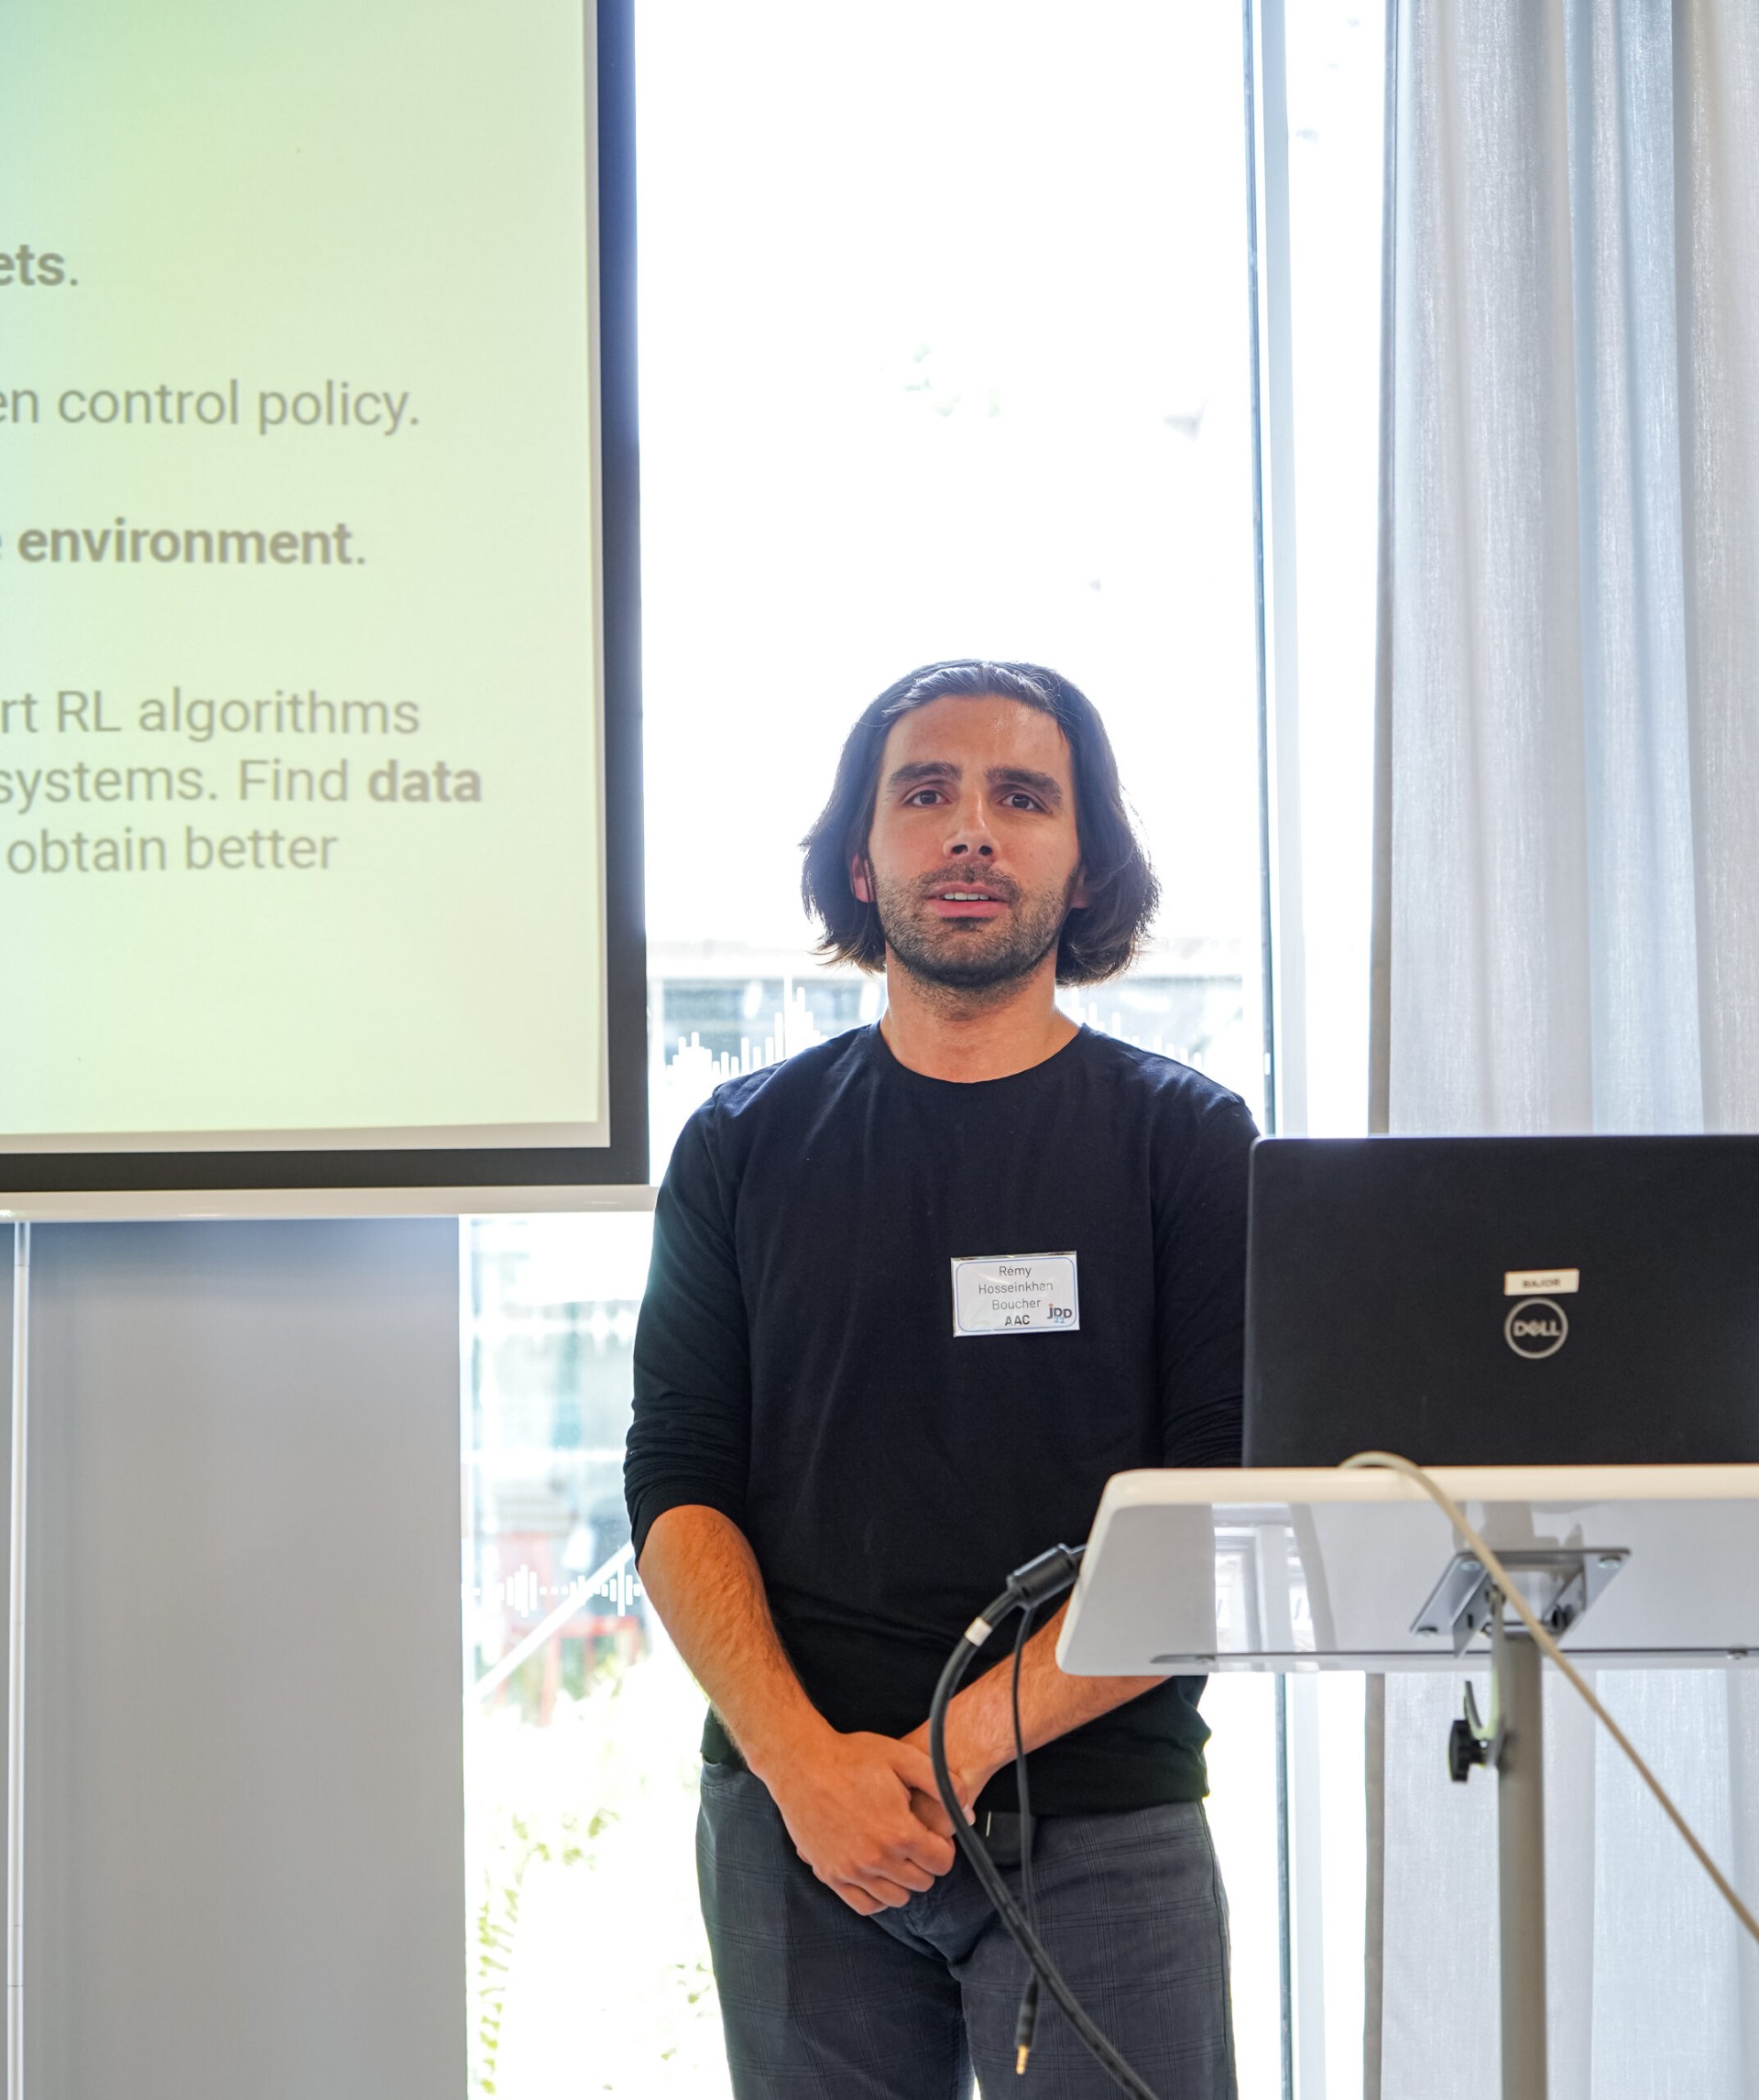 ets.
en control policy.
e environment.
rt RL algorithms
systems. Find data
obtain better
Rémy
Hosseinkhan
Boucher
AAC
JDD
22
BAJOR
DELL